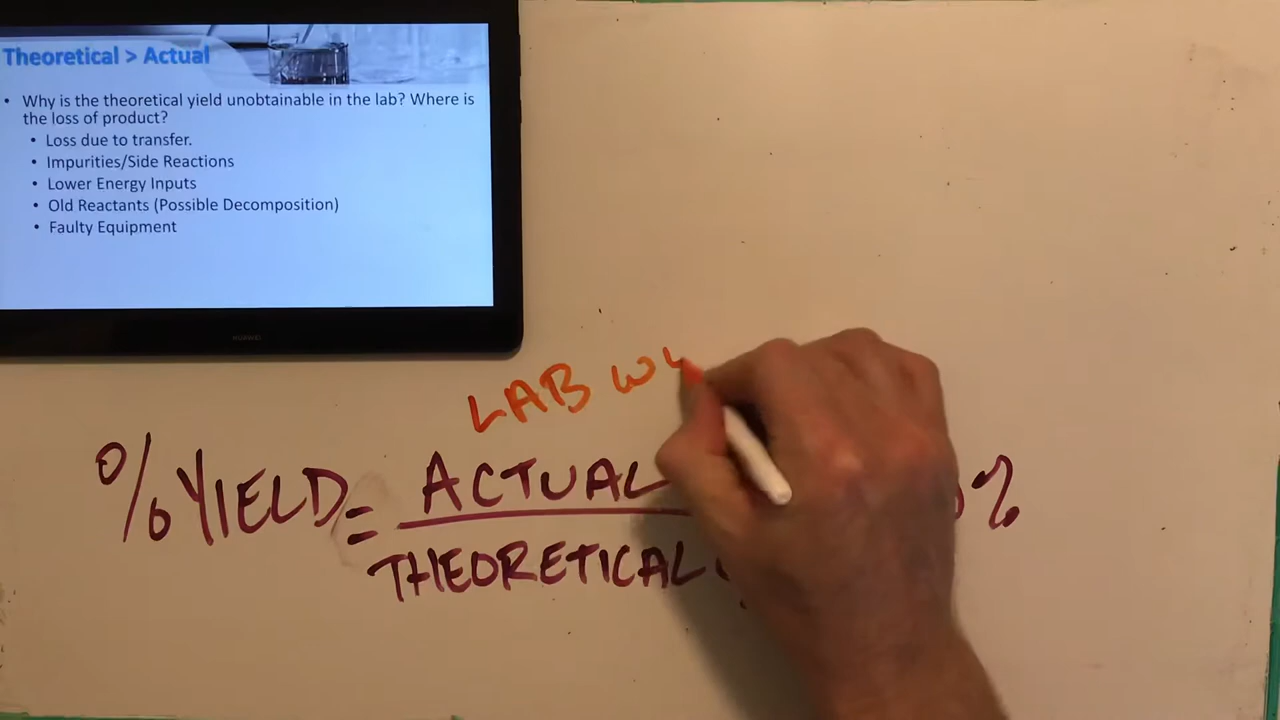 Theoretical > Actual
• Why is the theoretical yield unobtainable in the lab? Where is
the loss of product?
• Loss due to transfer.
• Impurities/Side Reactions
• Lower Energy Inputs
• Old Reactants (Possible Decomposition)
• Faulty Equipment
HUAWEI
LAB
% YIELD = ACTUAL %
THEORETICAL